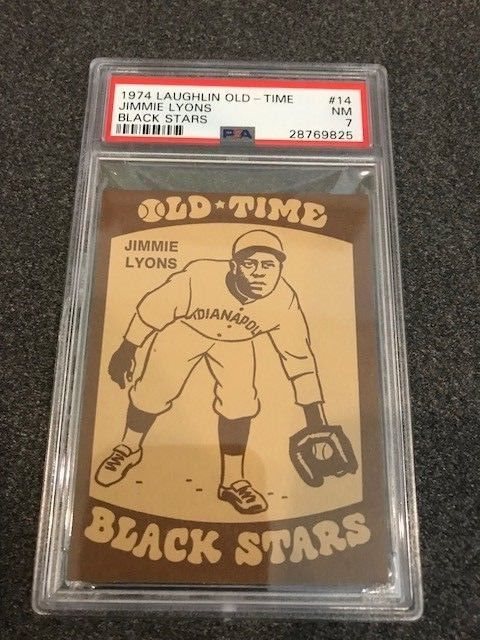 1974 LAUGHLIN OLD - TIME #14
JIMMIE LYONS NM
BLACK STARS 7
PSA 28769825
OLD★TIME
JIMMIE
LYONS
DIANAPOL
BLACK STARS